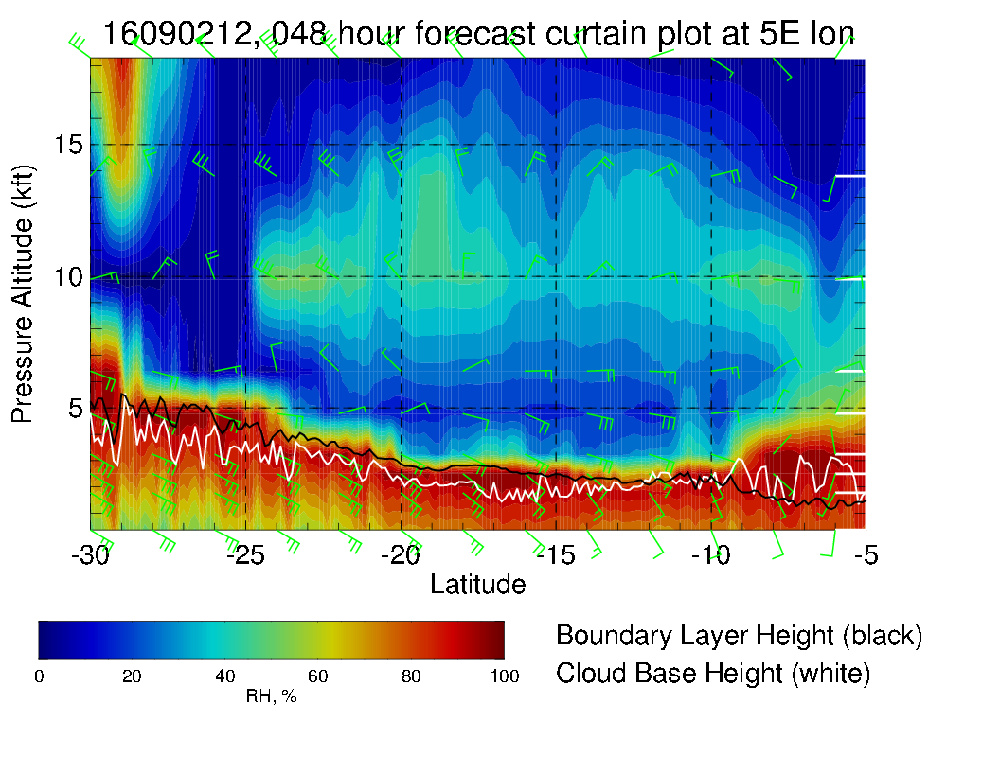 16090212, 048 hour forecast curtain plot at 5E lon
Pressure Altitude (kft)
15
10
5
-30 -25 -20 -15 -10 -5
Latitude
0 20 40 60 80 100
RH, %
Boundary Layer Height (black)
Cloud Base Height (white)